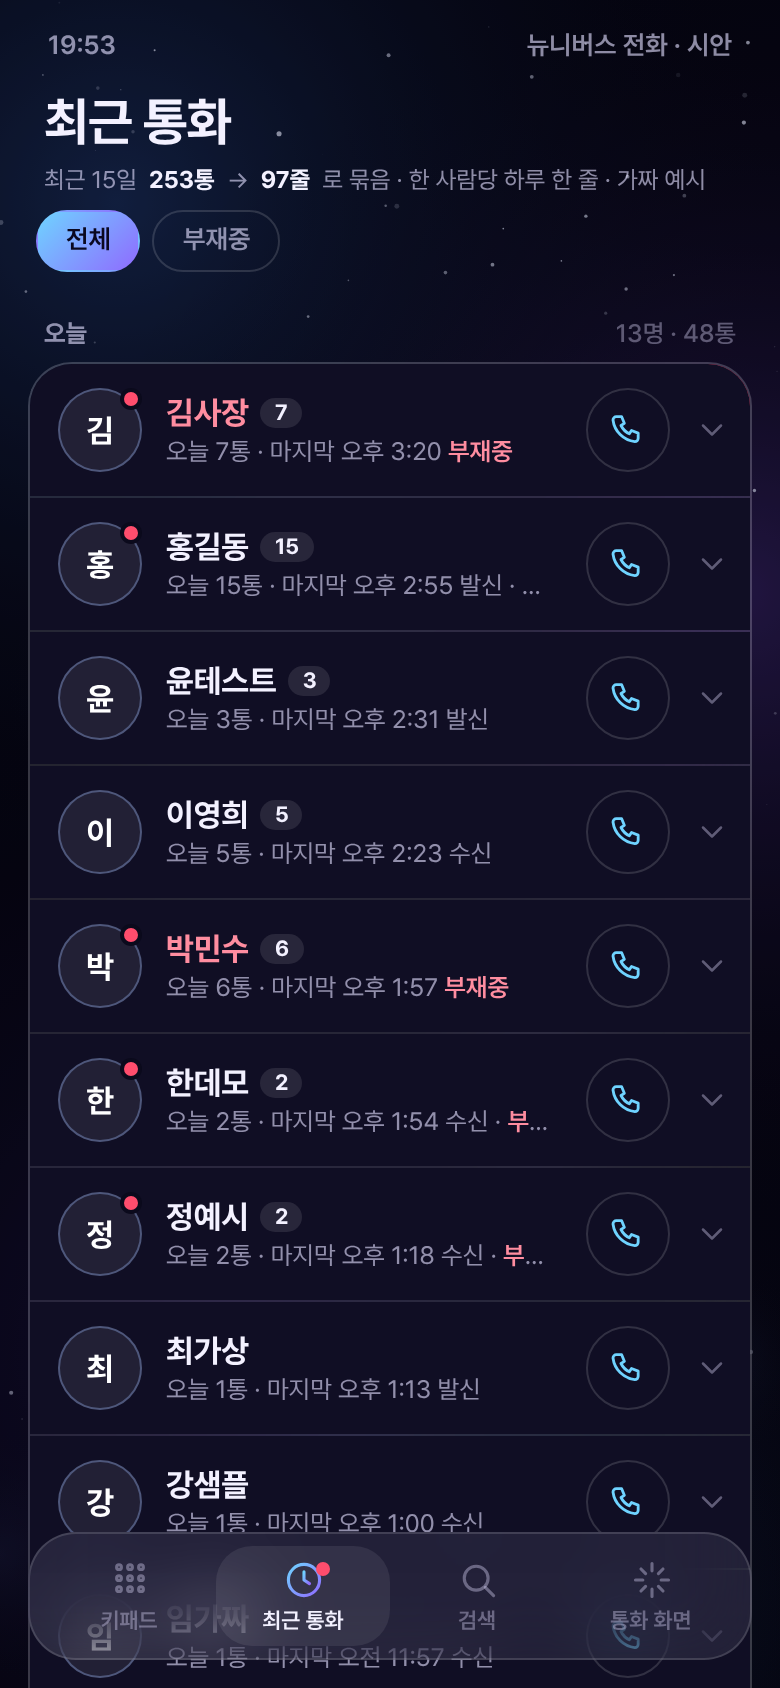 19:53
뉴니버스 전화 · 시안
최근 통화
최근 15일 253통 → 97줄 로 묶음 · 한 사람당 하루 한 줄 · 가짜 예시
전체
부재중
오늘
13명 · 48통
김
김사장 7
오늘 7통 · 마지막 오후 3:20 부재중
홍
홍길동 15
오늘 15통 · 마지막 오후 2:55 발신 · ...
윤
윤테스트 3
오늘 3통 · 마지막 오후 2:31 발신
이
이영희 5
오늘 5통 · 마지막 오후 2:23 수신
박
박민수 6
오늘 6통 · 마지막 오후 1:57 부재중
한
한데모 2
오늘 2통 · 마지막 오후 1:54 수신 · 부...
정
정예시 2
오늘 2통 · 마지막 오후 1:18 수신 · 부...
최
최가상
오늘 1통 · 마지막 오후 1:13 발신
강
강샘플
오늘 1통 · 마지막 오후 1:00 수신
임
임가짜
오늘 1통 · 마지막 오전 11:57 수신
키패드
최근 통화
검색
통화 화면